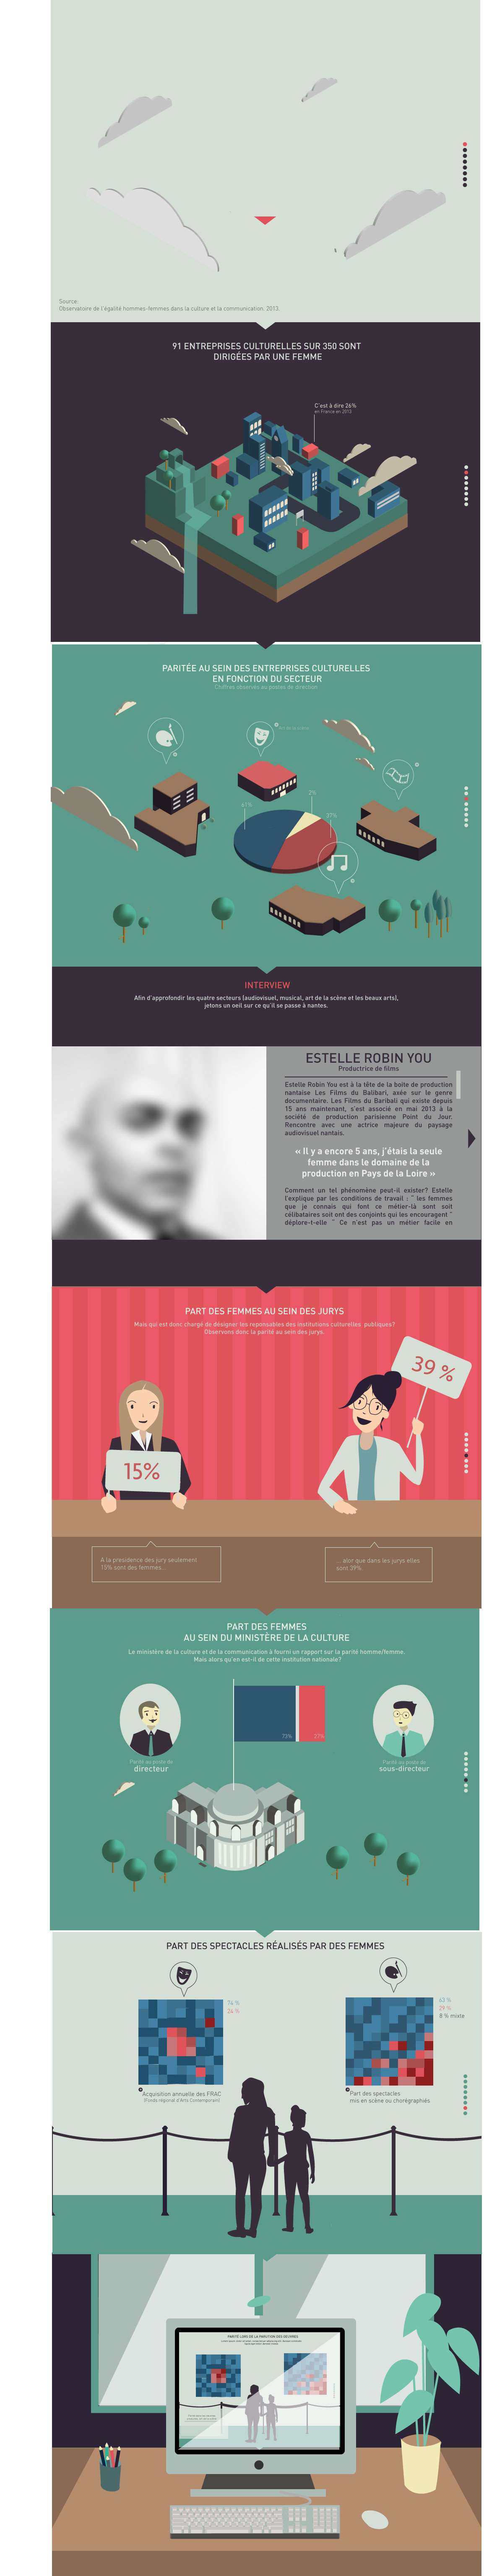 Source:
Observatoire de l'égalité hommes-femmes dans la culture et la communication. 2013.
91 ENTREPRISES CULTURELLES SUR 350 SONT
DIRIGÉES PAR UNE FEMME
C'est à dire 26%
en France en 2013
PARITÉE AU SEIN DES ENTREPRISES CULTURELLES
EN FONCTION DU SECTEUR
Chiffres observés au postes de direction
61%
2%
37%
INTERVIEW
Afin d'approfondir les quatre secteurs (audiovisuel, musical, art de la scène et les beaux arts),
jetons un oeil sur ce qu'il se passe à nantes.
ESTELLE ROBIN YOU
Productrice de films
Estelle Robin You est à la tête de la boite de production
nantaise Les Films du Balibari, axée sur le genre
documentaire. Les Films du Baribali qui existe depuis
15 ans maintenant, s'est associé en mai 2013 à la
société de production parisienne Point du Jour.
Rencontre avec une actrice majeure du paysage
audiovisuel nantais.
« Il y a encore 5 ans, j'étais la seule
femme dans le domaine de la
production en Pays de la Loire »
Comment un tel phénomène peut-il exister? Estelle
l'explique par les conditions de travail : " les femmes
que je connais qui font ce métier-là sont soit
célibataires soit ont des conjoints qui les encouragent "
déplore-t-elle " Ce n'est pas un métier facile en
PART DES FEMMES AU SEIN DES JURYS
Mais qui est donc chargé de désigner les reponsables des institutions culturelles publiques?
Observons donc la parité au sein des jurys.
39 %
15%
A la presidence des jury seulement
15% sont des femmes...
... alor que dans les jurys elles
sont 39%.
PART DES FEMMES
AU SEIN DU MINISTÈRE DE LA CULTURE
Le ministère de la culture et de la communication à fourni un rapport sur la parité homme/femme.
Mais alors qu'en est-il de cette institution nationale?
73%
27%
Parité au poste de
directeur
Parité au poste de
sous-directeur
PART DES SPECTACLES RÉALISÉS PAR DES FEMMES
76 %
24 %
63 %
29 %
8 % mixte
Acquisition annuelle des FRAC
(Fonds régional d'Arts Contemporain)
Part des spectacles
mis en scène ou chorégraphiés
PARITÉ LORS DE LA PARUTION DES OEUVRES